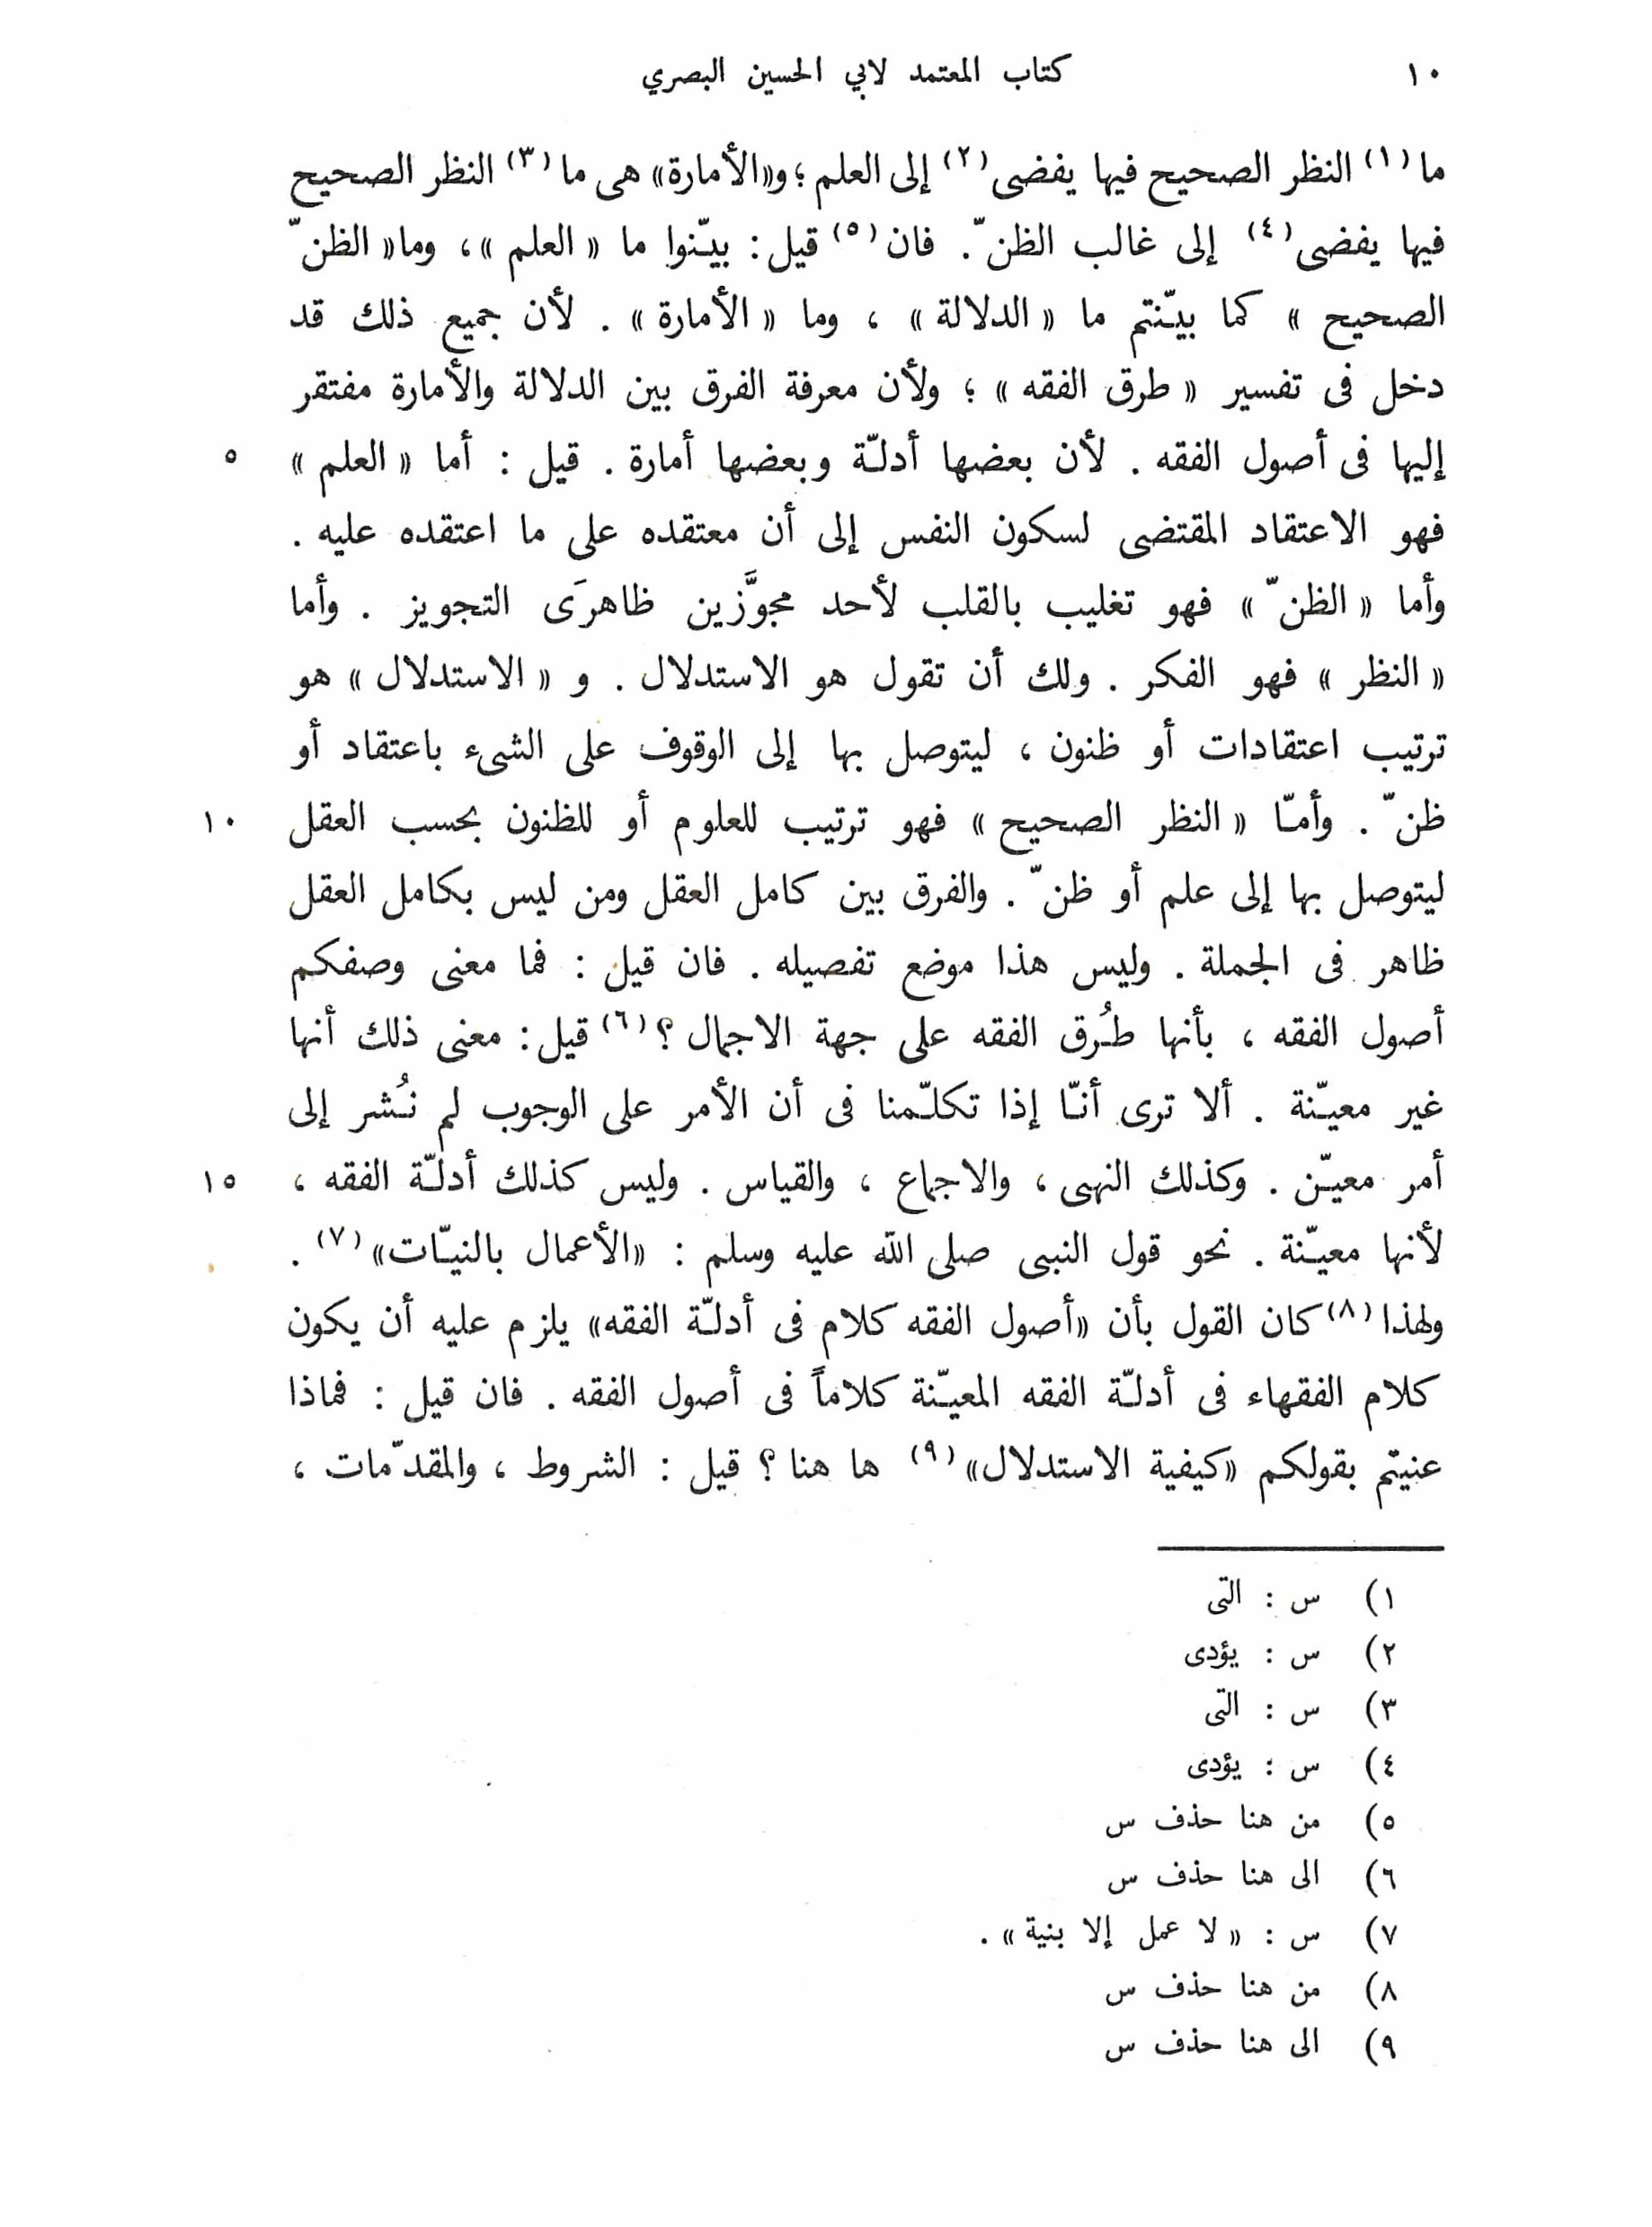 ١٠ كتاب المعتمد لابي الحسين البصري
ما (١) النظر الصحيح فيها يفضى (٢) إلى العلم ؛ و«الأمارة» هى ما (٣) النظر الصحيح
فيها يفضى (٤) إلى غالب الظنّ . فان (٥) قيل : بيّنوا ما « العلم » ، وما « الظنّ
الصحيح » كما بيّنتم ما « الدلالة » ، وما « الأمارة » . لأن جميع ذلك قد
دخل فى تفسير « طرق الفقه » ؛ ولأن معرفة الفرق بين الدلالة والأمارة مفتقر
إليها فى أصول الفقه . لأن بعضها أدلّة وبعضها أمارة . قيل : أما « العلم » ٥
فهو الاعتقاد المقتضى لسكون النفس إلى أن معتقده على ما اعتقده عليه .
وأما « الظنّ » فهو تغليب بالقلب لأحد مجوَّزين ظاهرَى التجويز . وأما
« النظر » فهو الفكر . ولك أن تقول هو الاستدلال . و « الاستدلال » هو
ترتيب اعتقادات أو ظنون ، ليتوصل بها إلى الوقوف على الشىء باعتقاد أو
ظنّ . وأمّا « النظر الصحيح » فهو ترتيب للعلوم أو للظنون بحسب العقل ١٠
ليتوصل بها إلى علم أو ظنّ . والفرق بين كامل العقل ومن ليس بكامل العقل
ظاهر فى الجملة . وليس هذا موضع تفصيله . فان قيل : فما معنى وصفكم
أصول الفقه ، بأنها طُرق الفقه على جهة الاجمال ؟ (٦) قيل : معنى ذلك أنها
غير معيّنة . ألا ترى أنّا إذا تكلّمنا فى أن الأمر على الوجوب لم نُشر إلى
أمر معيّن . وكذلك النهى ، والاجماع ، والقياس . وليس كذلك أدلّة الفقه ، ١٥
لأنها معيّنة . نحو قول النبى صلى الله عليه وسلم : «الأعمال بالنيّات» (٧) .
ولهذا (٨) كان القول بأن «أصول الفقه كلام فى أدلّة الفقه» يلزم عليه أن يكون
كلام الفقهاء فى أدلّة الفقه المعيّنة كلاماً فى أصول الفقه . فان قيل : فماذا
عنيتم بقولكم «كيفية الاستدلال» (٩) ها هنا ؟ قيل : الشروط ، والمقدّمات ،
١) س : التى
٢) س : يؤدى
٣) س : التى
٤) س : يؤدى
٥) من هنا حذف س
٦) الى هنا حذف س
٧) س : « لا عمل إلا بنية » .
٨) من هنا حذف س
٩) الى هنا حذف س